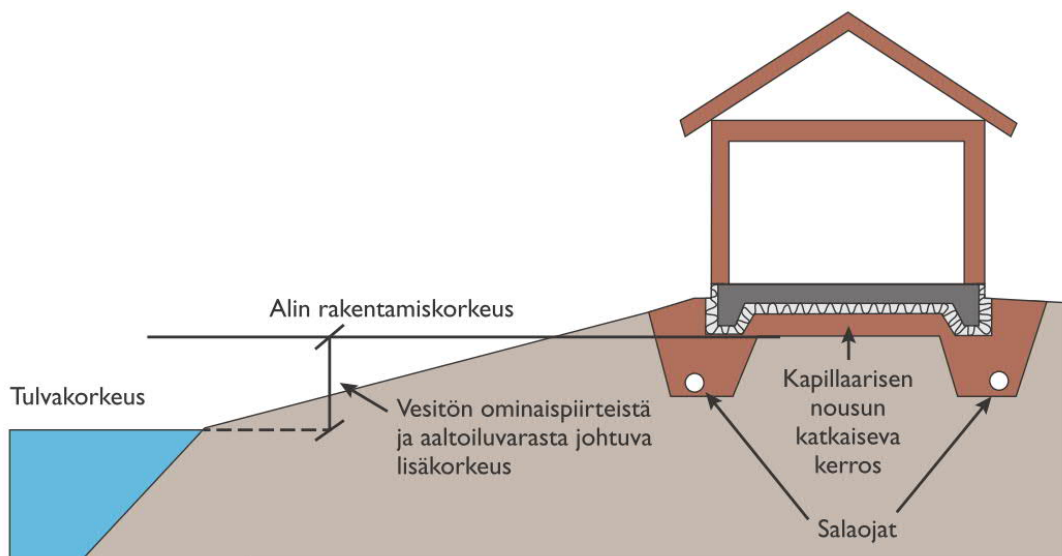 Alin rakentamiskorkeus
Tulvakorkeus
Vesitön ominaispiirteistä
ja aaltoiluvarasta johtuva
lisäkorkeus
Kapillaarisen
nousun
katkaiseva
kerros
Salaojat